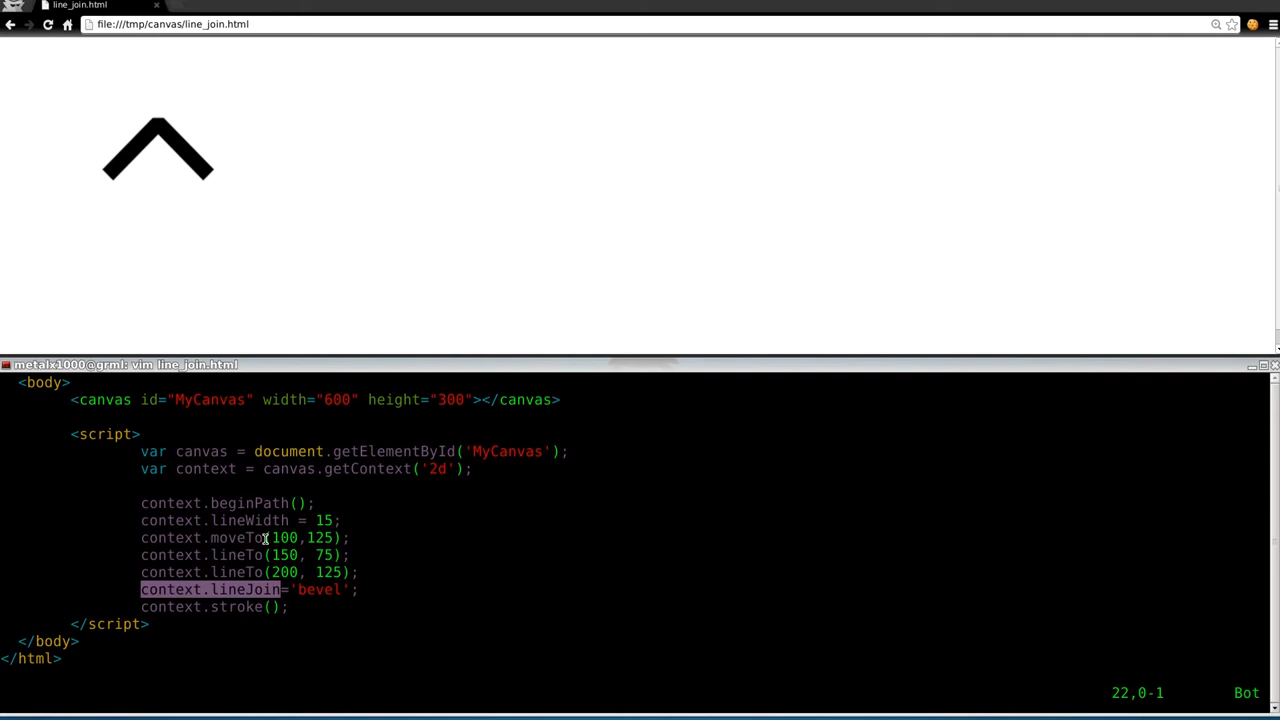 line_join.html
file:///tmp/canvas/line_join.html
metalx1000@grml: vim line_join.html
<body>
<canvas id="MyCanvas" width="600" height="300"></canvas>
<script>
var canvas = document.getElementById('MyCanvas');
var context = canvas.getContext('2d');
context.beginPath();
context.lineWidth = 15;
context.moveTo(100,125);
context.lineTo(150, 75);
context.lineTo(200, 125);
context.lineJoin='bevel';
context.stroke();
</script>
</body>
</html>
22,0-1 Bot